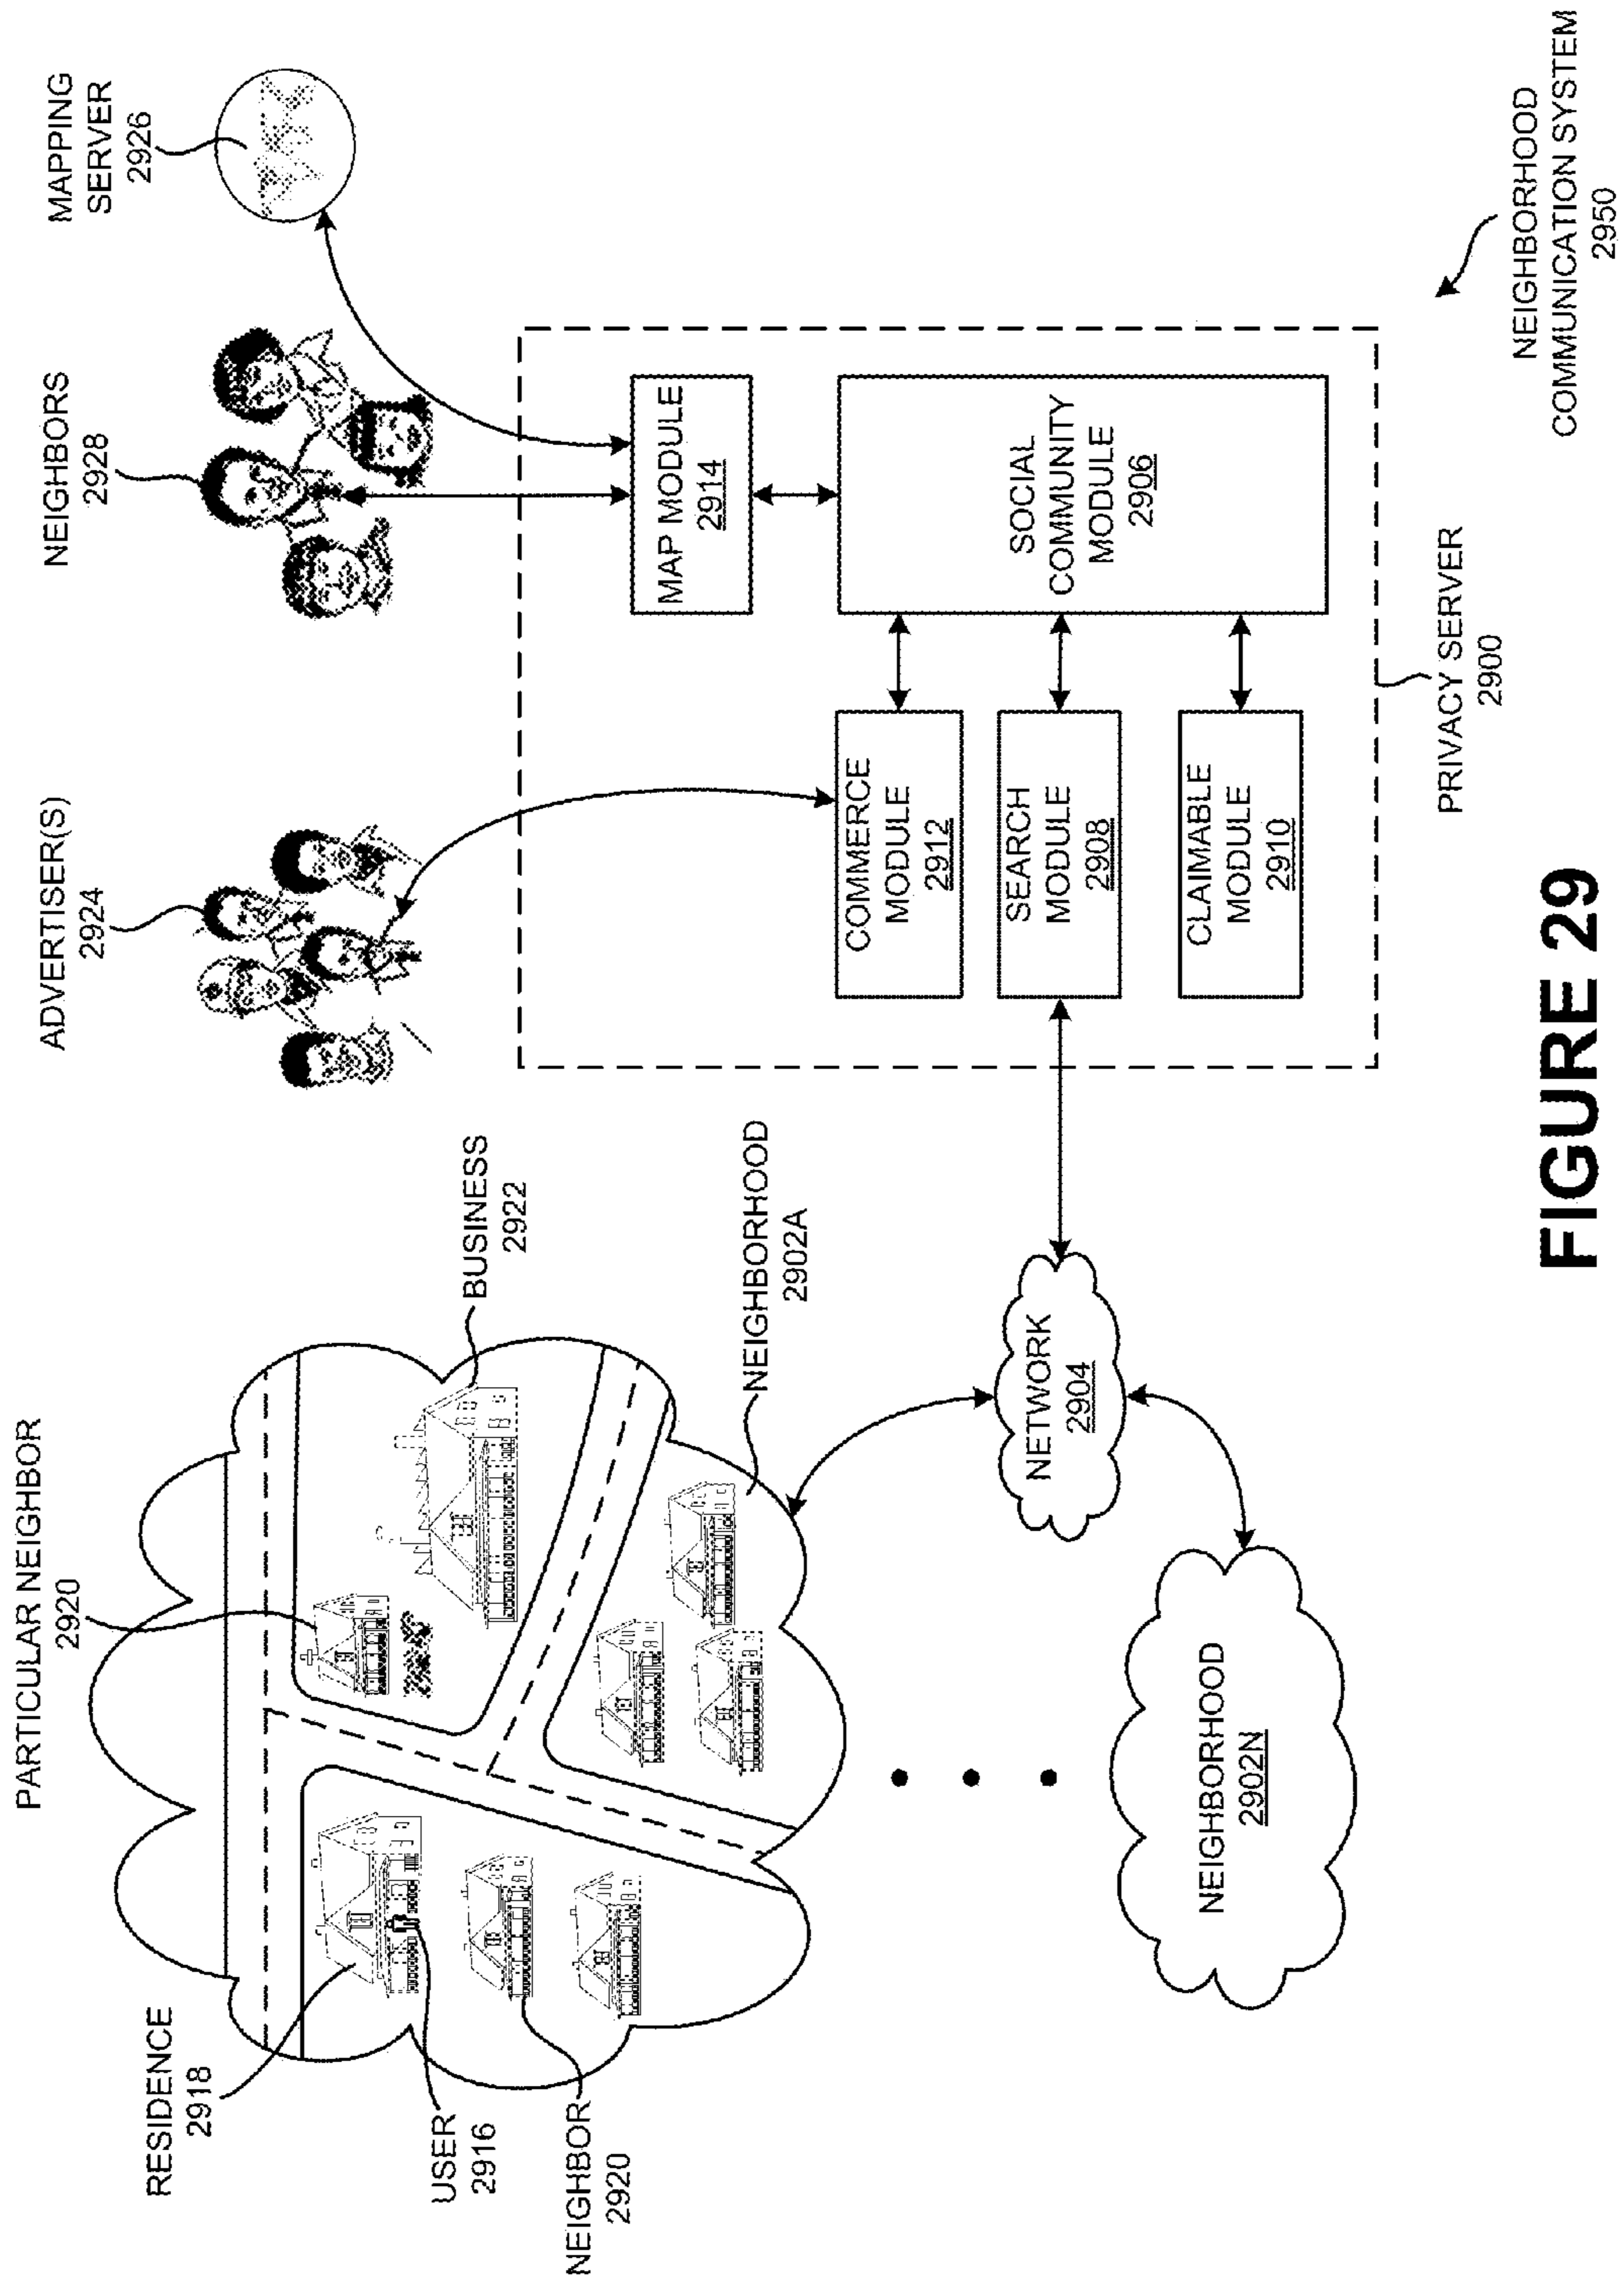 PARTICULAR NEIGHBOR
2920
RESIDENCE
2918
USER
2916
NEIGHBOR
2920
BUSINESS
2922
NEIGHBORHOOD
2902A
NETWORK
2904
NEIGHBORHOOD
2902N
ADVERTISER(S)
2924
NEIGHBORS
2928
MAPPING
SERVER
2926
MAP MODULE
2914
COMMERCE
MODULE
2912
SEARCH
MODULE
2908
CLAIMABLE
MODULE
2910
SOCIAL
COMMUNITY
MODULE
2906
PRIVACY SERVER
2900
NEIGHBORHOOD
COMMUNICATION SYSTEM
2950
FIGURE 29